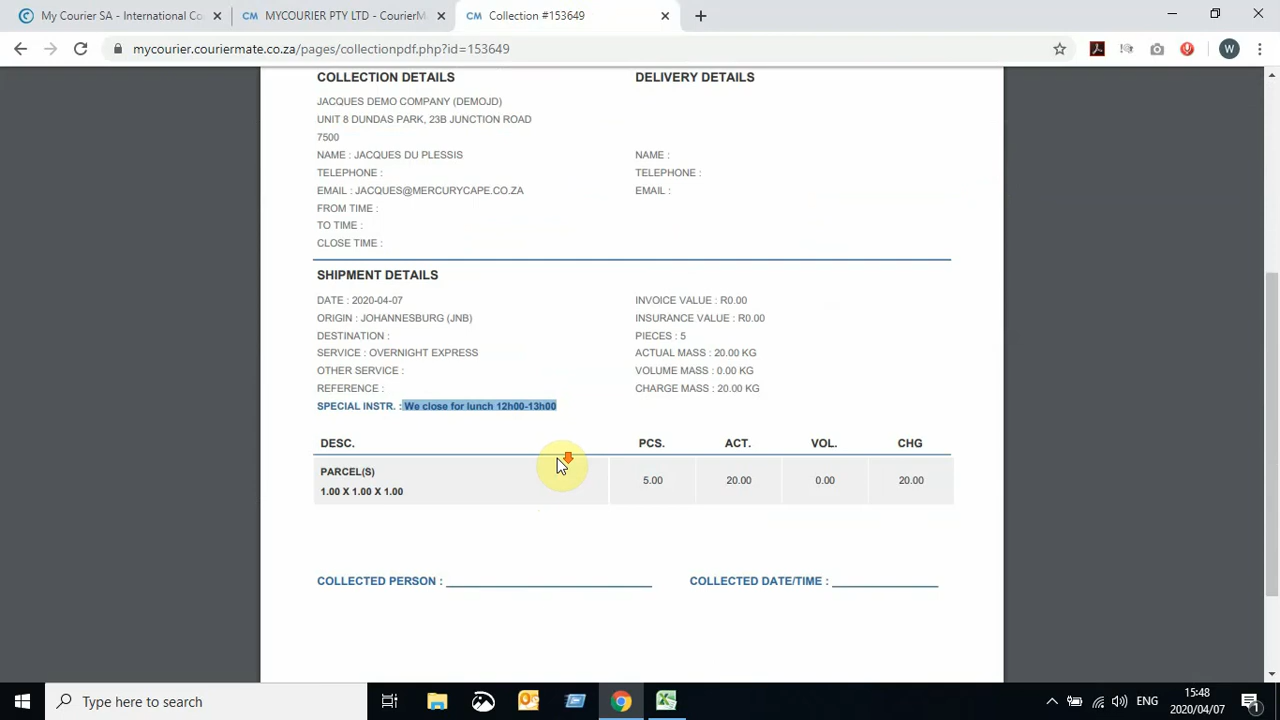 My Courier SA - International Co
MYCOURIER PTY LTD - CourierM
Collection #153649
mycourier.couriermate.co.za/pages/collectionpdf.php?id=153649
W
COLLECTION DETAILS
DELIVERY DETAILS
JACQUES DEMO COMPANY (DEMOJD)
UNIT 8 DUNDAS PARK, 23B JUNCTION ROAD
7500
NAME : JACQUES DU PLESSIS
NAME :
TELEPHONE :
TELEPHONE :
EMAIL : JACQUES@MERCURYCAPE.CO.ZA
EMAIL :
FROM TIME :
TO TIME :
CLOSE TIME :
SHIPMENT DETAILS
DATE : 2020-04-07
INVOICE VALUE : R0.00
ORIGIN : JOHANNESBURG (JNB)
INSURANCE VALUE : R0.00
DESTINATION :
PIECES : 5
SERVICE : OVERNIGHT EXPRESS
ACTUAL MASS : 20.00 KG
OTHER SERVICE :
VOLUME MASS : 0.00 KG
REFERENCE :
CHARGE MASS : 20.00 KG
SPECIAL INSTR. : We close for lunch 12h00-13h00
DESC. PCS. ACT. VOL. CHG
PARCEL(S)
1.00 X 1.00 X 1.00
5.00 20.00 0.00 20.00
COLLECTED PERSON :
COLLECTED DATE/TIME :
Type here to search
ENG
15:48
2020/04/07